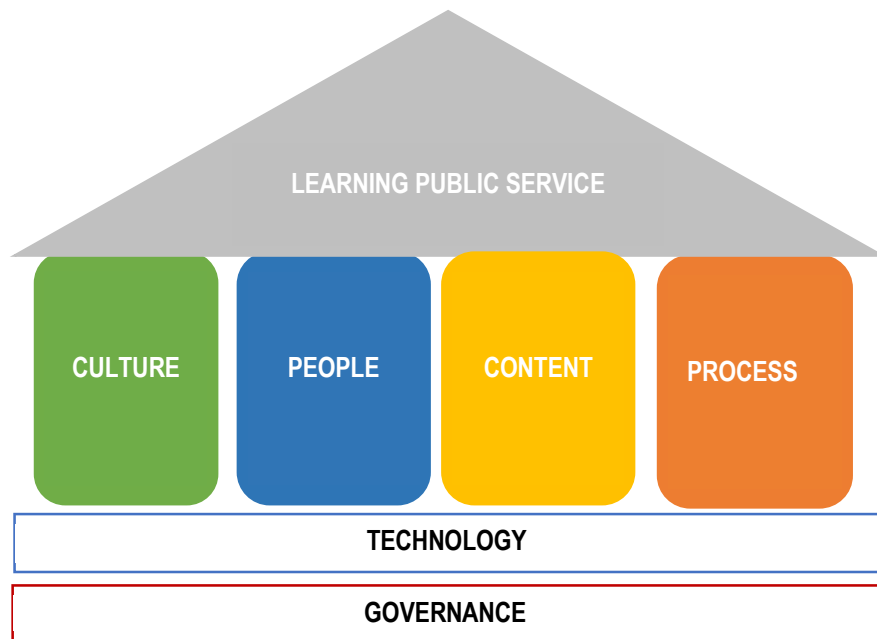 LEARNING PUBLIC SERVICE
CULTURE
PEOPLE
CONTENT
PROCESS
TECHNOLOGY
GOVERNANCE